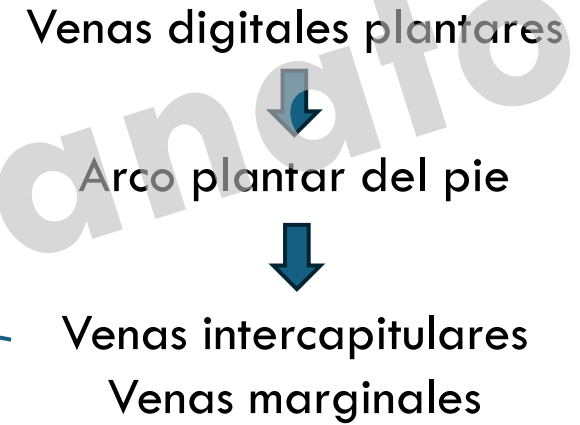 Venas digitales plantares
Arco plantar del pie
Venas intercapitulares
Venas marginales